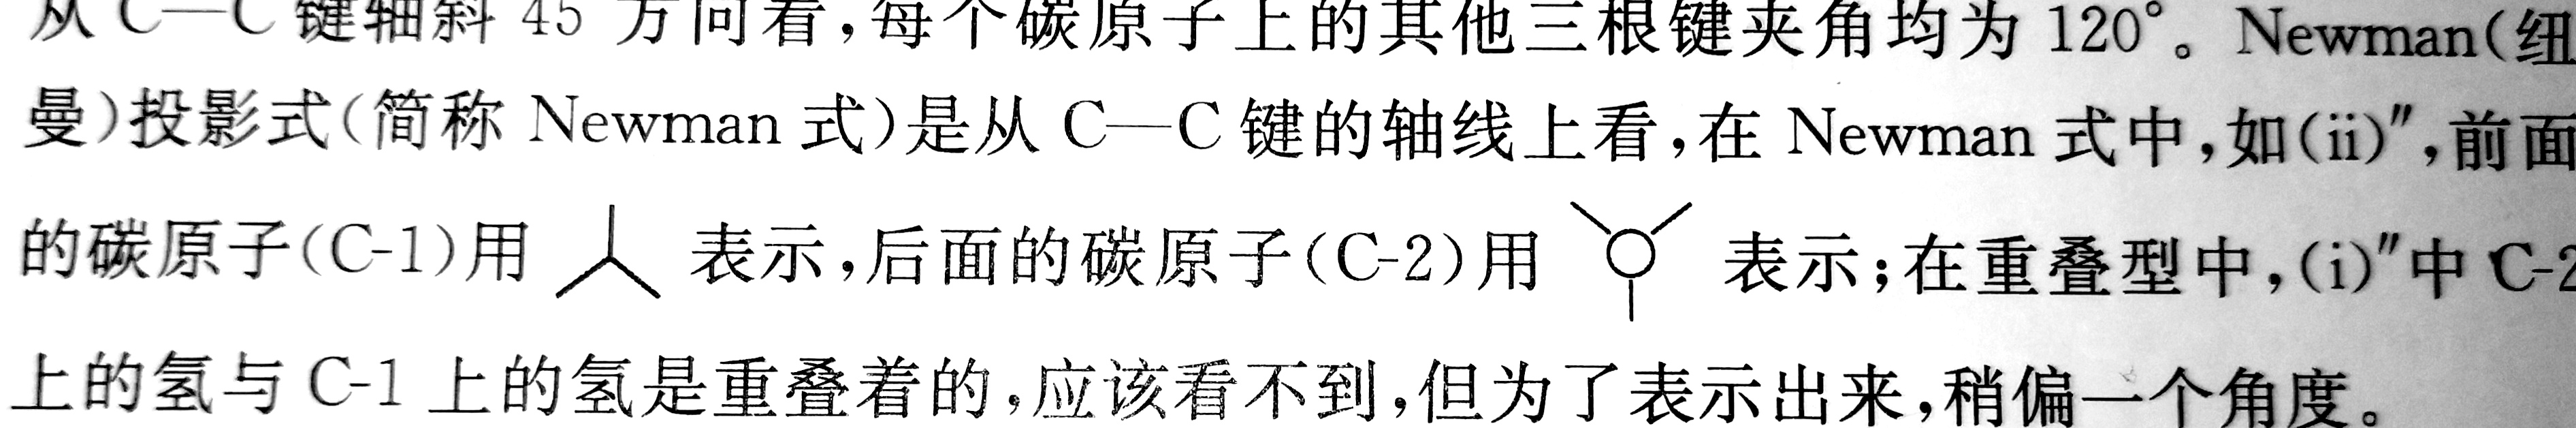 从 C—C 键轴斜 45 方向看,每个碳原子上的其他三根键夹角均为 120°。Newman(纽
曼)投影式(简称 Newman 式)是从 C—C 键的轴线上看,在 Newman 式中,如(ii)″,前面
的碳原子(C-1)用 表示,后面的碳原子(C-2)用 表示;在重叠型中,(i)″中 C-2
上的氢与 C-1 上的氢是重叠着的,应该看不到,但为了表示出来,稍偏一个角度。